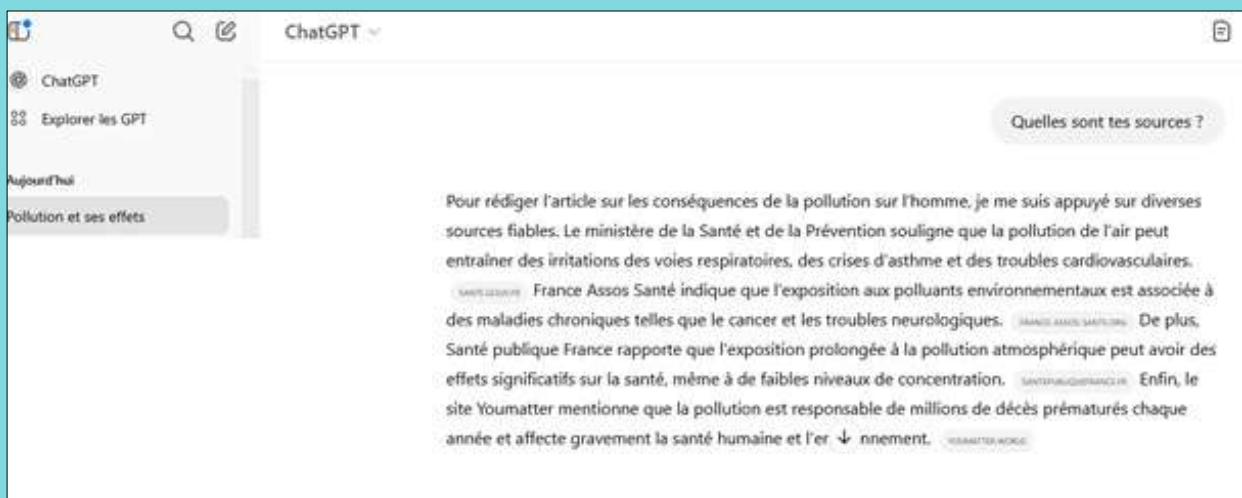 ChatGPT
ChatGPT
Explorer les GPT
Aujourd'hui
Pollution et ses effets
Quelles sont tes sources ?
Pour rédiger l'article sur les conséquences de la pollution sur l'homme, je me suis appuyé sur diverses
sources fiables. Le ministère de la Santé et de la Prévention souligne que la pollution de l'air peut
entraîner des irritations des voies respiratoires, des crises d'asthme et des troubles cardiovasculaires.
France Assos Santé indique que l'exposition aux polluants environnementaux est associée à
des maladies chroniques telles que le cancer et les troubles neurologiques. De plus,
Santé publique France rapporte que l'exposition prolongée à la pollution atmosphérique peut avoir des
effets significatifs sur la santé, même à de faibles niveaux de concentration. Enfin, le
site Youmatter mentionne que la pollution est responsable de millions de décès prématurés chaque
année et affecte gravement la santé humaine et l'er nnement.